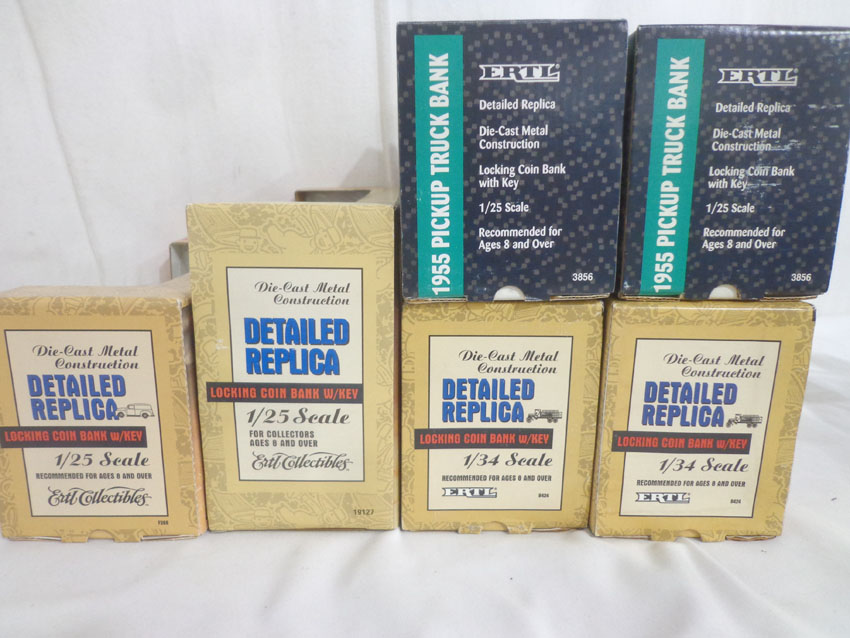 1955 PICKUP TRUCK BANK
ERTL
Detailed Replica
Die-Cast Metal
Construction
Locking Coin Bank
with Key
1/25 Scale
Recommended for
Ages 8 and Over
3856
1955 PICKUP TRUCK BANK
ERTL
Detailed Replica
Die-Cast Metal
Construction
Locking Coin Bank
with Key
1/25 Scale
Recommended for
Ages 8 and Over
3856
Die-Cast Metal
Construction
DETAILED
REPLICA
LOCKING COIN BANK W/KEY
1/25 Scale
RECOMMENDED FOR AGES 8 AND OVER
Ertl Collectibles
Die-Cast Metal
Construction
DETAILED
REPLICA
LOCKING COIN BANK W/KEY
1/25 Scale
FOR COLLECTORS
AGES 8 AND OVER
Ertl Collectibles
19127
Die-Cast Metal
Construction
DETAILED
REPLICA
LOCKING COIN BANK W/KEY
1/34 Scale
RECOMMENDED FOR AGES 8 AND OVER
ERTL
Die-Cast Metal
Construction
DETAILED
REPLICA
LOCKING COIN BANK W/KEY
1/34 Scale
RECOMMENDED FOR AGES 8 AND OVER
ERTL